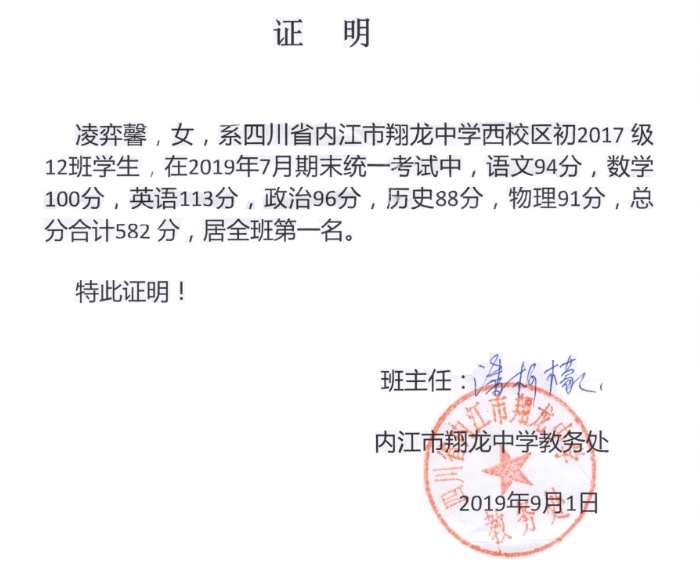 证 明
凌弈馨，女，系四川省内江市翔龙中学西校区初2017 级
12班学生，在2019年7月期末统一考试中，语文94分，数学
100分，英语113分，政治96分，历史88分，物理91分，总
分合计582 分，居全班第一名。
特此证明！
班主任：潘柯檬
四川省内江市翔龙中学
内江市翔龙中学教务处
2019年9月1日
教务处